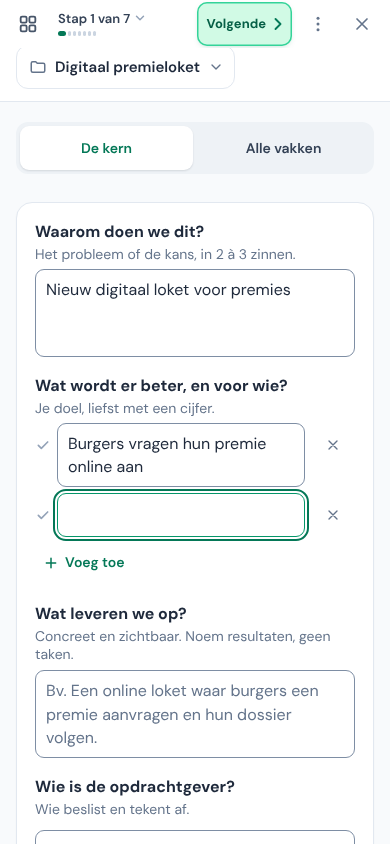 Stap 1 van 7
Volgende
Digitaal premieloket
De kern
Alle vakken
Waarom doen we dit?
Het probleem of de kans, in 2 à 3 zinnen.
Nieuw digitaal loket voor premies
Wat wordt er beter, en voor wie?
Je doel, liefst met een cijfer.
Burgers vragen hun premie
online aan
Voeg toe
Wat leveren we op?
Concreet en zichtbaar. Noem resultaten, geen
taken.
Bv. Een online loket waar burgers een
premie aanvragen en hun dossier
volgen.
Wie is de opdrachtgever?
Wie beslist en tekent af.